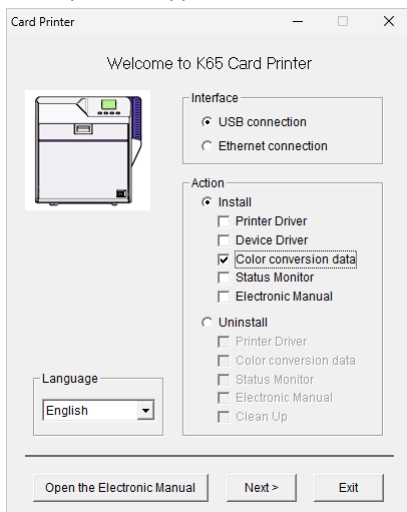 Card Printer
Welcome to K65 Card Printer
Interface
USB connection
Ethernet connection
Action
Install
Printer Driver
Device Driver
Color conversion data
Status Monitor
Electronic Manual
Uninstall
Printer Driver
Color conversion data
Status Monitor
Electronic Manual
Clean Up
Language
English
Open the Electronic Manual
Next >
Exit